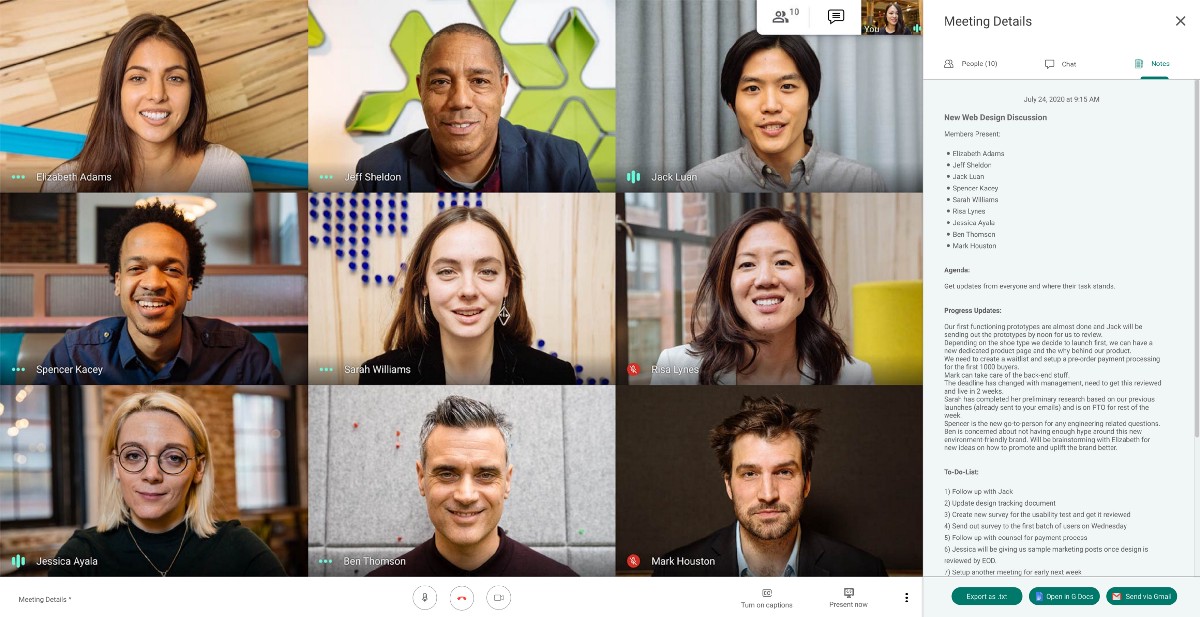 Elizabeth Adams
Jeff Sheldon
Jack Luan
10
You
Spencer Kacey
Sarah Williams
Risa Lynes
Jessica Ayala
Ben Thomson
Mark Houston
Meeting Details ^
Turn on captions
Present now
Meeting Details
People (10)
Chat
Notes
July 24, 2020 at 9:15 AM
New Web Design Discussion
Members Present:
Elizabeth Adams
Jeff Sheldon
Jack Luan
Spencer Kacey
Sarah Williams
Risa Lynes
Jessica Ayala
Ben Thomson
Mark Houston
Agenda:
Get updates from everyone and where their task stands.
Progress Updates:
Our first functioning prototypes are almost done and Jack will be
sending out the prototypes by noon for us to review.
Depending on the shoe type we decide to launch first, we can have
a new dedicated product page and the why behind our product.
We need to create a waitlist and setup a pre-order payment processing
for the first 1000 buyers.
Mark can take care of the back-end stuff.
The deadline has changed with management, need to get this reviewed
and live in 2 weeks.
Sarah has completed her preliminary research based on our previous
launches (already sent to your emails) and is on PTO for rest of the
week.
Spencer is the new go-to person for any engineering related questions.
Ben is concerned about not having enough hype around this new
environment-friendly brand. Will be brainstorming with Elizabeth for
new ideas on how to promote and uplift the brand better.
To-Do-List:
1) Follow up with Jack
2) Update design tracking document
3) Create new survey for the usability test and get it reviewed
4) Send out survey to the first batch of users on Wednesday
5) Follow up with counsel for payment process
6) Jessica will be giving us sample marketing posts once design is
reviewed by EOD.
7) Setup another meeting for early next week
Export as .txt
Open in G Docs
Send via Gmail